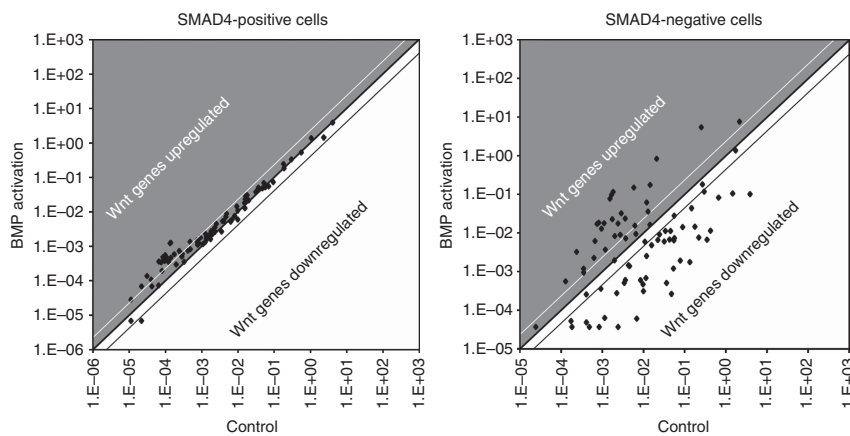 SMAD4-positive cells
1.E+03
1.E+02
1.E+01
1.E+00
1.E−01
1.E−02
1.E−03
1.E−04
1.E−05
1.E−06
BMP activation
Wnt genes upregulated
Wnt genes downregulated
1.E−06
1.E−05
1.E−04
1.E−03
1.E−02
1.E−01
1.E+00
1.E+01
1.E+02
1.E+03
Control
SMAD4-negative cells
1.E+03
1.E+02
1.E+01
1.E+00
1.E−01
1.E−02
1.E−03
1.E−04
1.E−05
BMP activation
Wnt genes upregulated
Wnt genes downregulated
1.E−05
1.E−04
1.E−03
1.E−02
1.E−01
1.E+00
1.E+01
1.E+02
1.E+03
Control